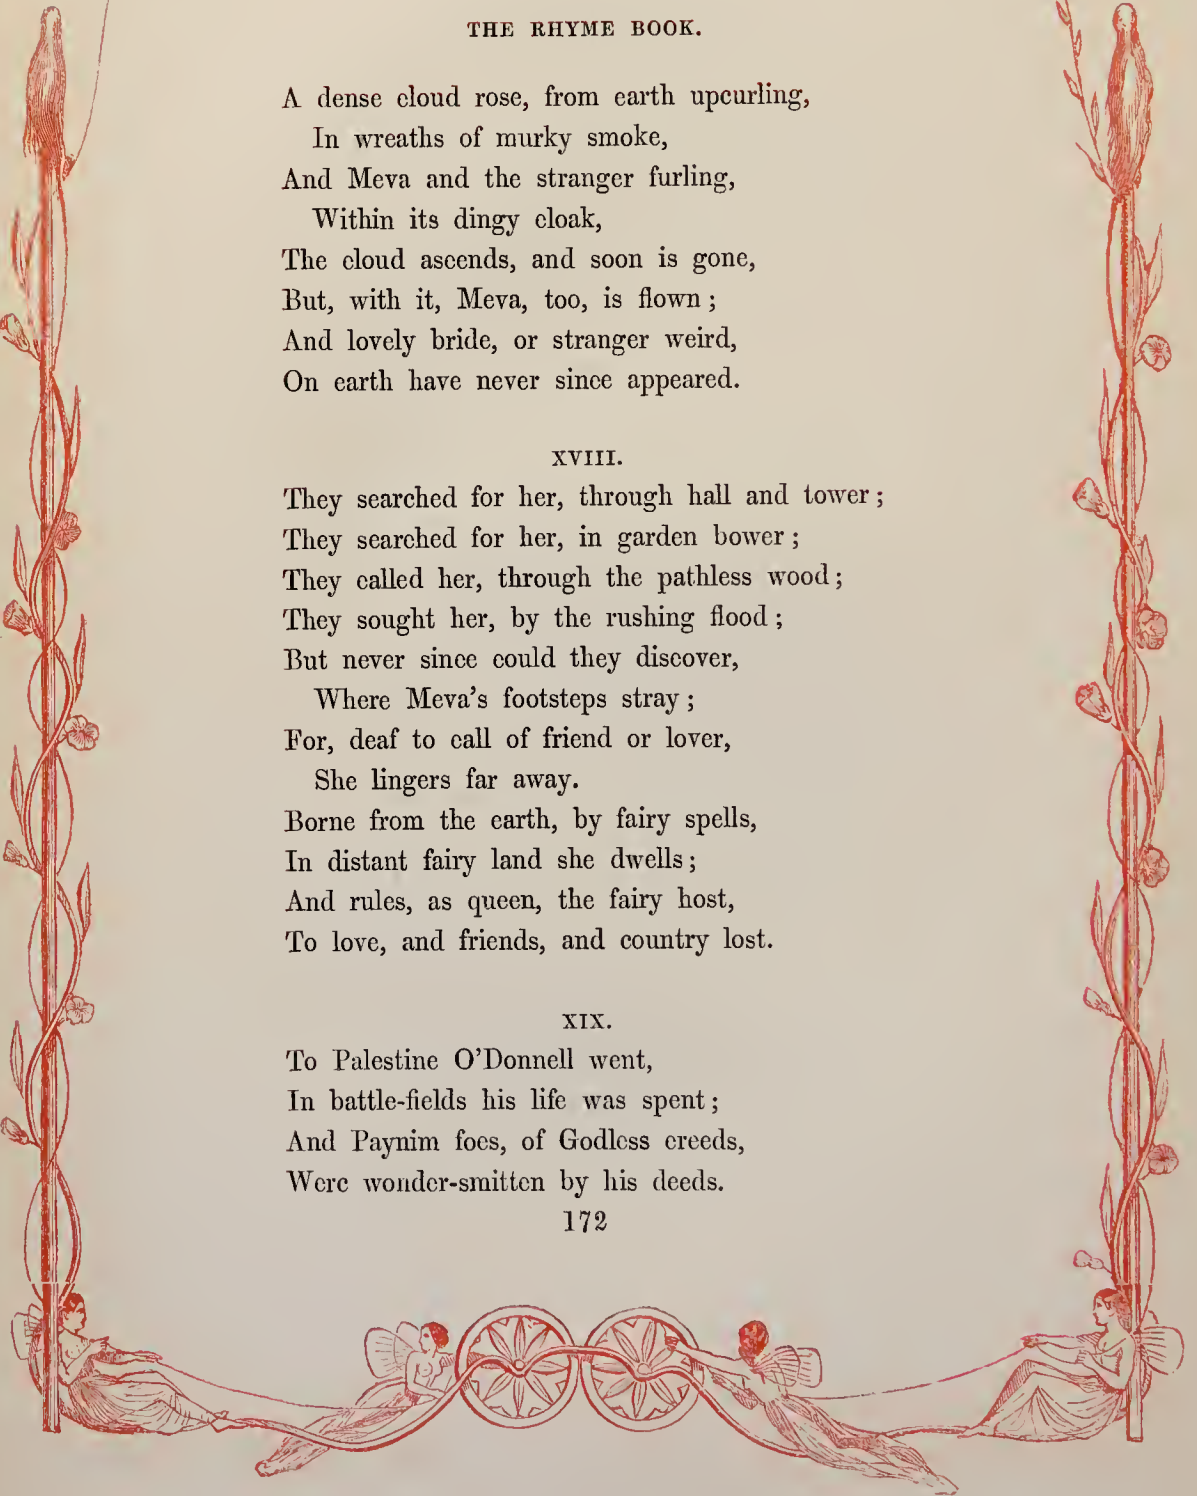 THE RHYME BOOK.
A dense cloud rose, from earth upcurling,
In wreaths of murky smoke,
And Meva and the stranger furling,
Within its dingy cloak,
The cloud ascends, and soon is gone,
But, with it, Meva, too, is flown;
And lovely bride, or stranger weird,
On earth have never since appeared.
XVIII.
They searched for her, through hall and tower;
They searched for her, in garden bower;
They called her, through the pathless wood;
They sought her, by the rushing flood;
But never since could they discover,
Where Meva's footsteps stray;
For, deaf to call of friend or lover,
She lingers far away.
Borne from the earth, by fairy spells,
In distant fairy land she dwells;
And rules, as queen, the fairy host,
To love, and friends, and country lost.
XIX.
To Palestine O'Donnell went,
In battle-fields his life was spent;
And Paynim foes, of Godless creeds,
Were wonder-smitten by his deeds.
172